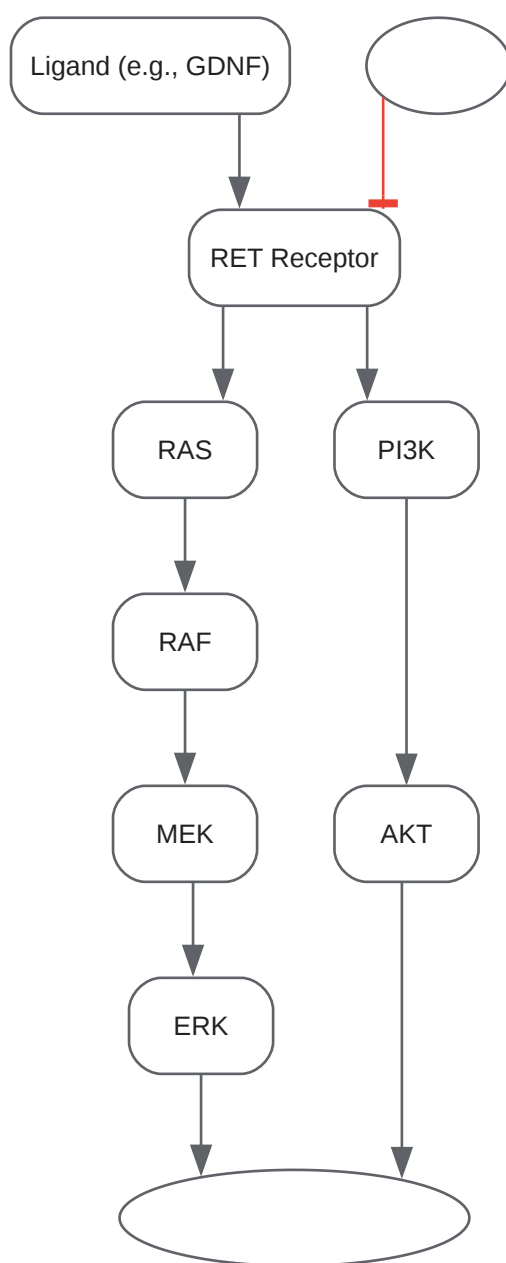 Ligand (e.g., GDNF)
RET Receptor
RAS
PI3K
RAF
MEK
AKT
ERK